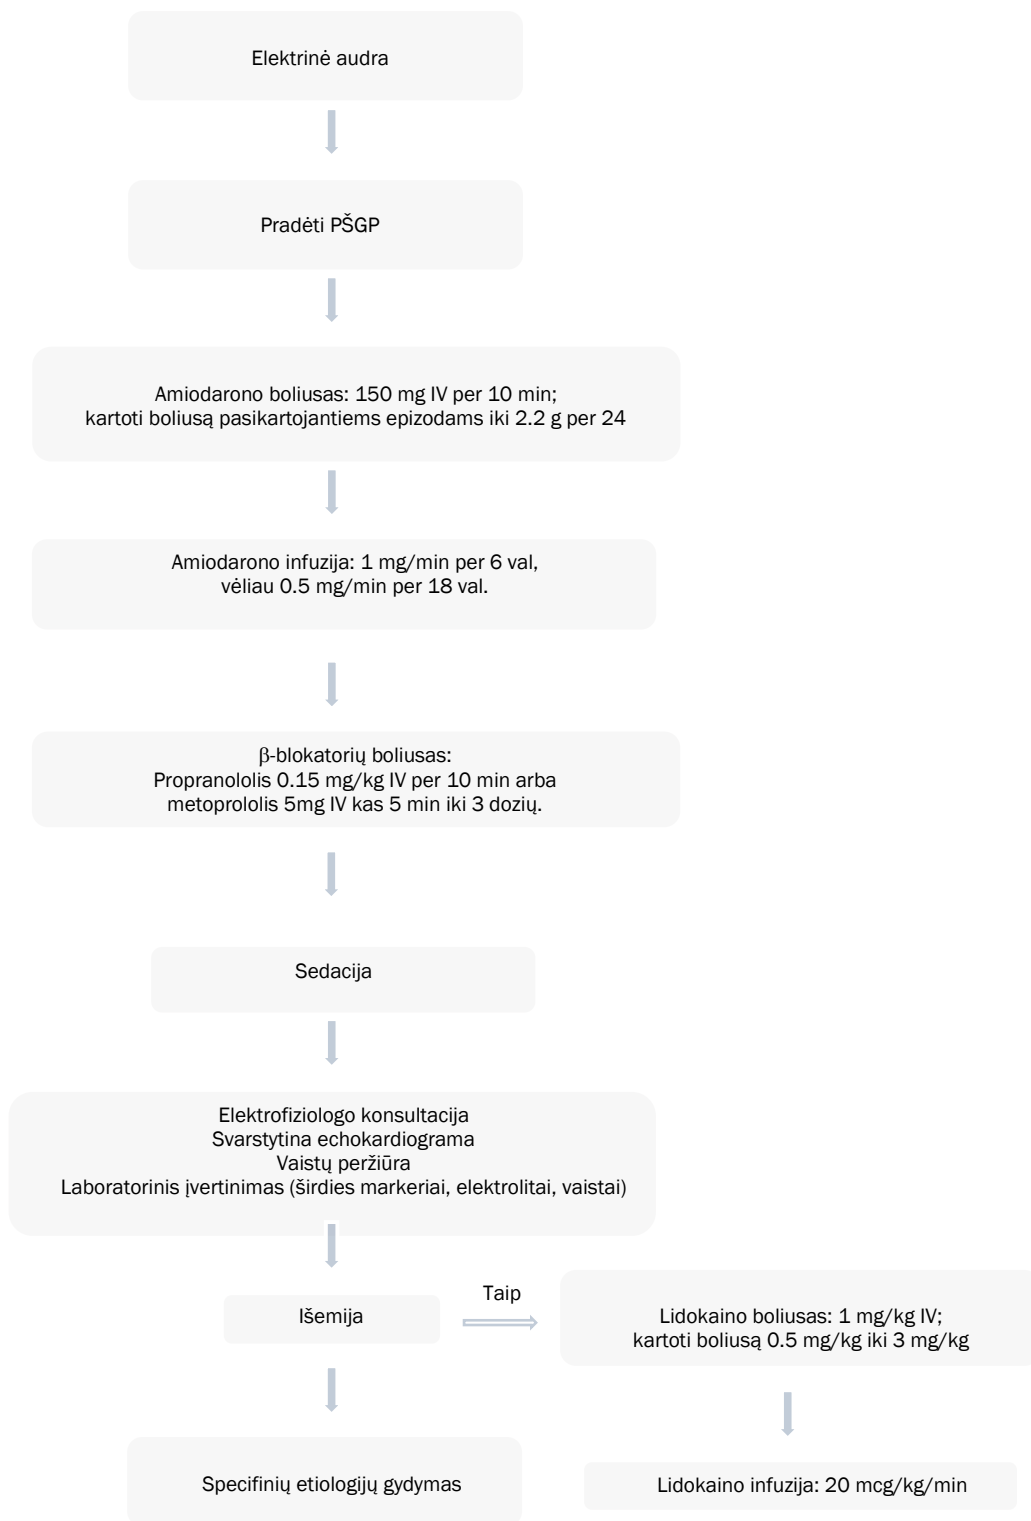 Elektrinė audra
Pradėti PŠGP
Amiodarono boliusas: 150 mg IV per 10 min;
kartoti boliusą pasikartojantiems epizodams iki 2.2 g per 24
Amiodarono infuzija: 1 mg/min per 6 val,
vėliau 0.5 mg/min per 18 val.
β-blokatorių boliusas:
Propranololis 0.15 mg/kg IV per 10 min arba
metoprololis 5mg IV kas 5 min iki 3 dozių.
Sedacija
Elektrofiziologo konsultacija
Svarstytina echokardiograma
Vaistų peržiūra
Laboratorinis įvertinimas (širdies markeriai, elektrolitai, vaistai)
Išemija
Taip
Lidokaino boliusas: 1 mg/kg IV;
kartoti boliusą 0.5 mg/kg iki 3 mg/kg
Specifinių etiologijų gydymas
Lidokaino infuzija: 20 mcg/kg/min